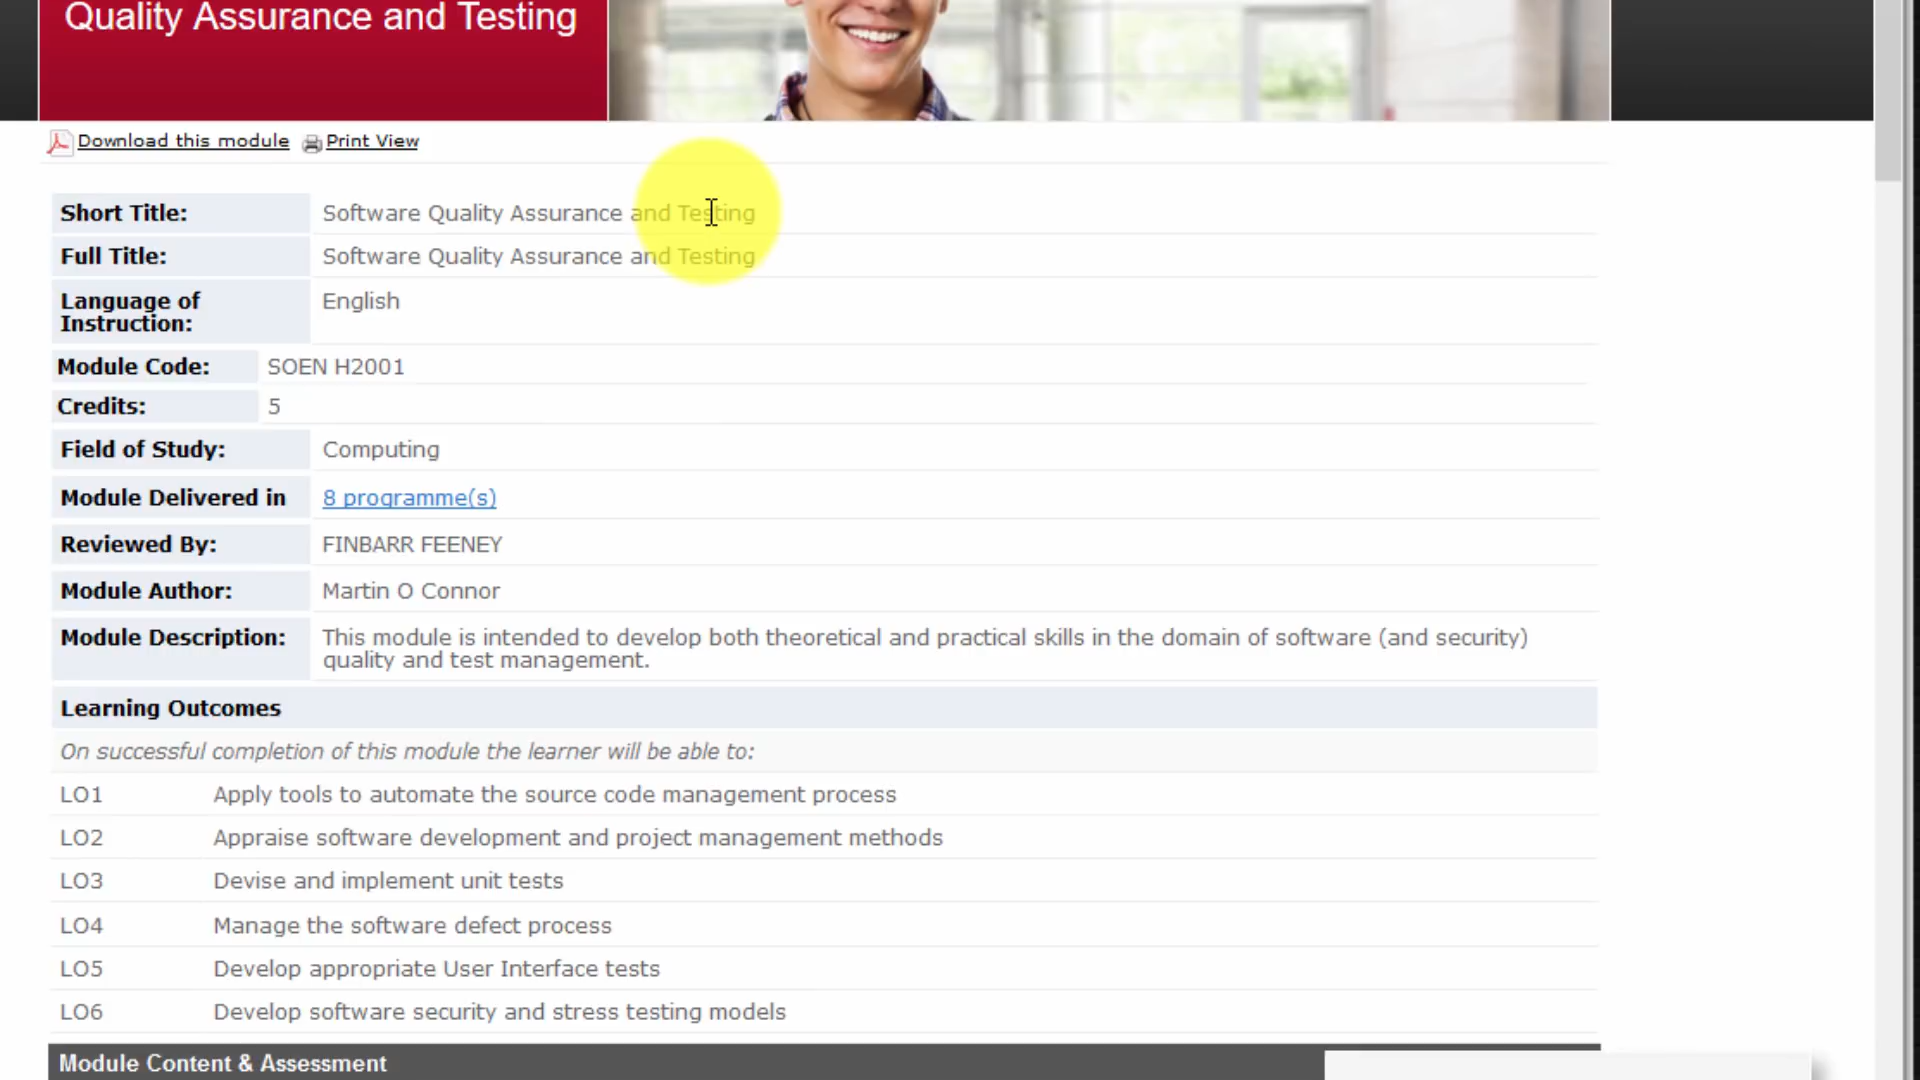 Quality Assurance and Testing
Download this module Print View
Short Title: Software Quality Assurance and Testing
Full Title: Software Quality Assurance and Testing
Language of Instruction: English
Module Code: SOEN H2001
Credits: 5
Field of Study: Computing
Module Delivered in 8 programme(s)
Reviewed By: FINBARR FEENEY
Module Author: Martin O Connor
Module Description: This module is intended to develop both theoretical and practical skills in the domain of software (and security)
quality and test management.
Learning Outcomes
On successful completion of this module the learner will be able to:
LO1 Apply tools to automate the source code management process
LO2 Appraise software development and project management methods
LO3 Devise and implement unit tests
LO4 Manage the software defect process
LO5 Develop appropriate User Interface tests
LO6 Develop software security and stress testing models
Module Content & Assessment